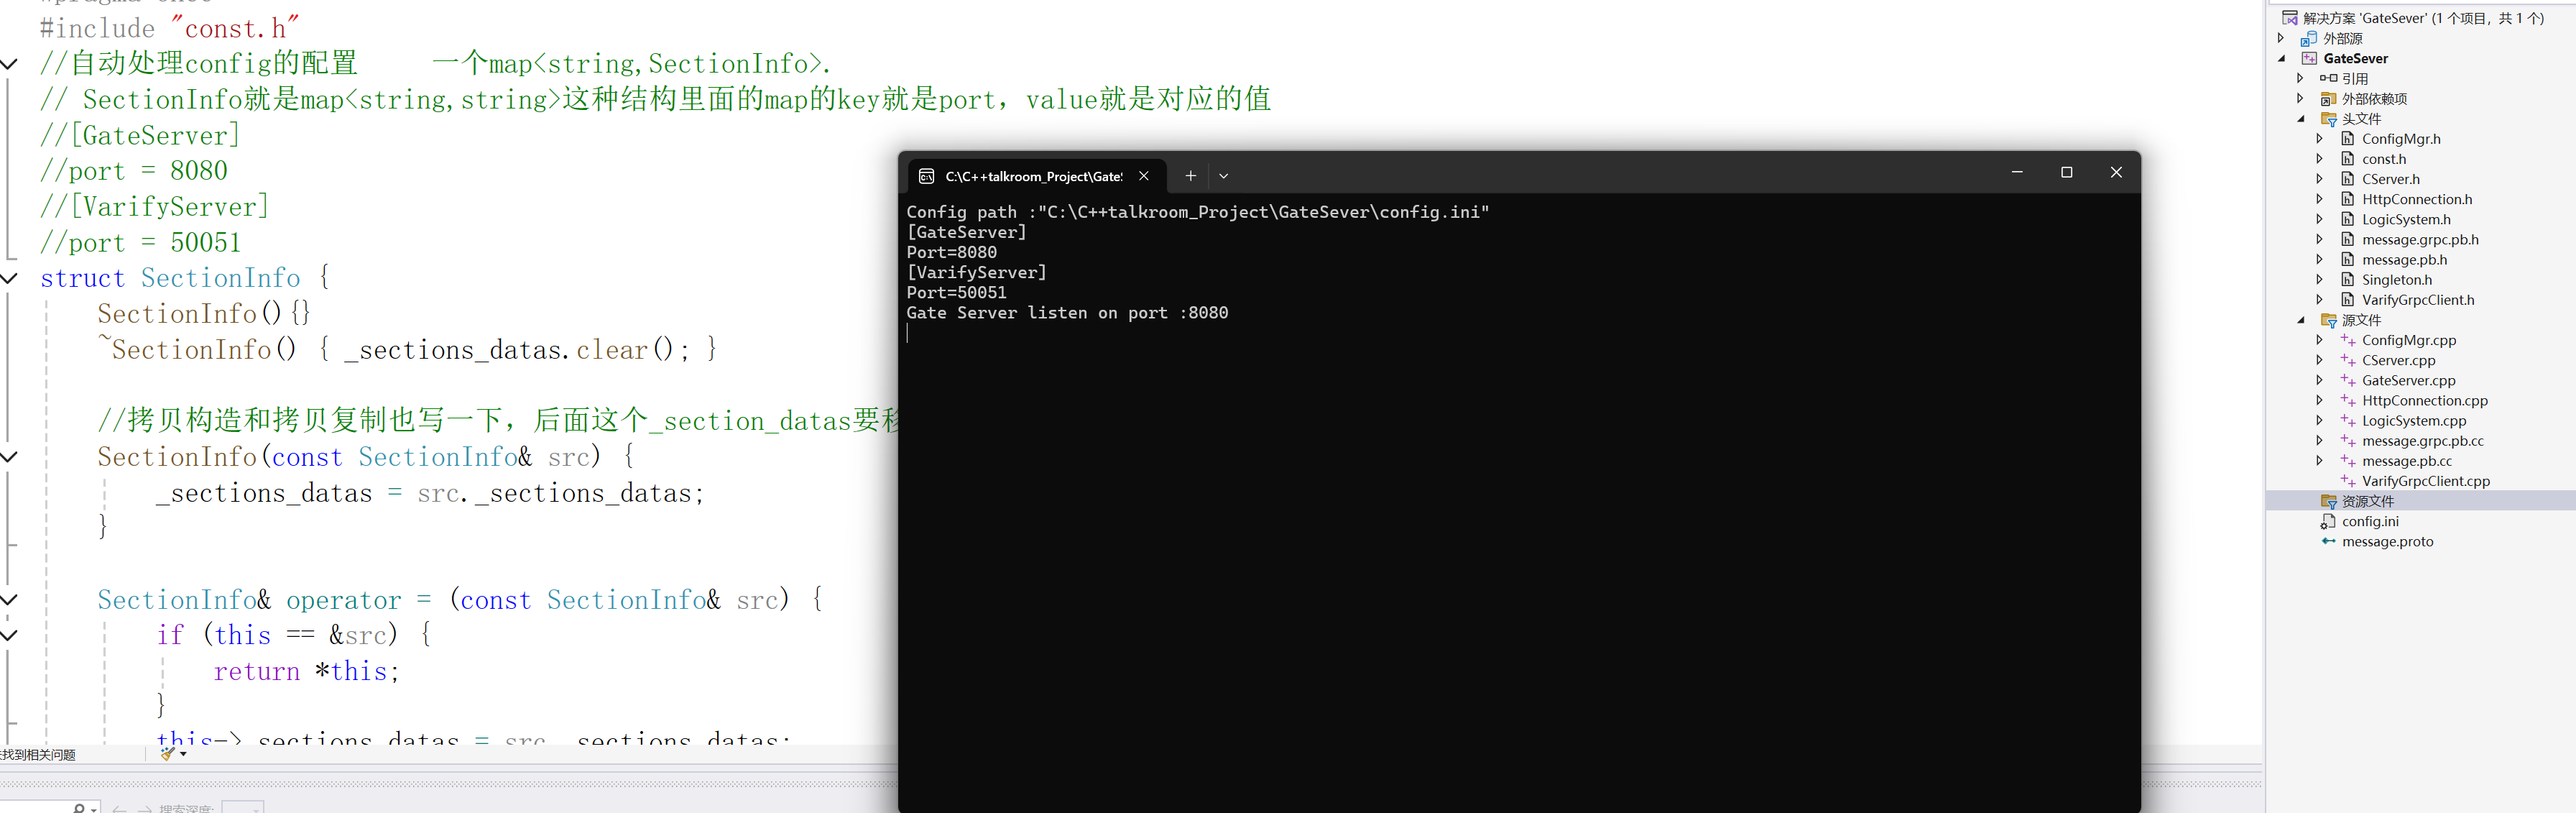 #include "const.h"
//自动处理config的配置     一个map<string,SectionInfo>.
// SectionInfo就是map<string,string>这种结构里面的map的key就是port，value就是对应的值
//[GateServer]
//port = 8080
//[VarifyServer]
//port = 50051
struct SectionInfo {
    SectionInfo(){}
    ~SectionInfo() { _sections_datas.clear(); }
    //拷贝构造和拷贝复制也写一下，后面这个_section_datas要移
    SectionInfo(const SectionInfo& src) {
        _sections_datas = src._sections_datas;
    }
    SectionInfo& operator = (const SectionInfo& src) {
        if (this == &src) {
            return *this;
        }
        this->_sections_datas = src._sections_datas;
找到相关问题
搜索深度:
C:\C++talkroom_Project\Gate
Config path :"C:\C++talkroom_Project\GateSever\config.ini"
[GateServer]
Port=8080
[VarifyServer]
Port=50051
Gate Server listen on port :8080
解决方案 'GateSever' (1 个项目，共 1 个)
外部源
GateSever
引用
外部依赖项
头文件
ConfigMgr.h
const.h
CServer.h
HttpConnection.h
LogicSystem.h
message.grpc.pb.h
message.pb.h
Singleton.h
VarifyGrpcClient.h
源文件
ConfigMgr.cpp
CServer.cpp
GateServer.cpp
HttpConnection.cpp
LogicSystem.cpp
message.grpc.pb.cc
message.pb.cc
VarifyGrpcClient.cpp
资源文件
config.ini
message.proto